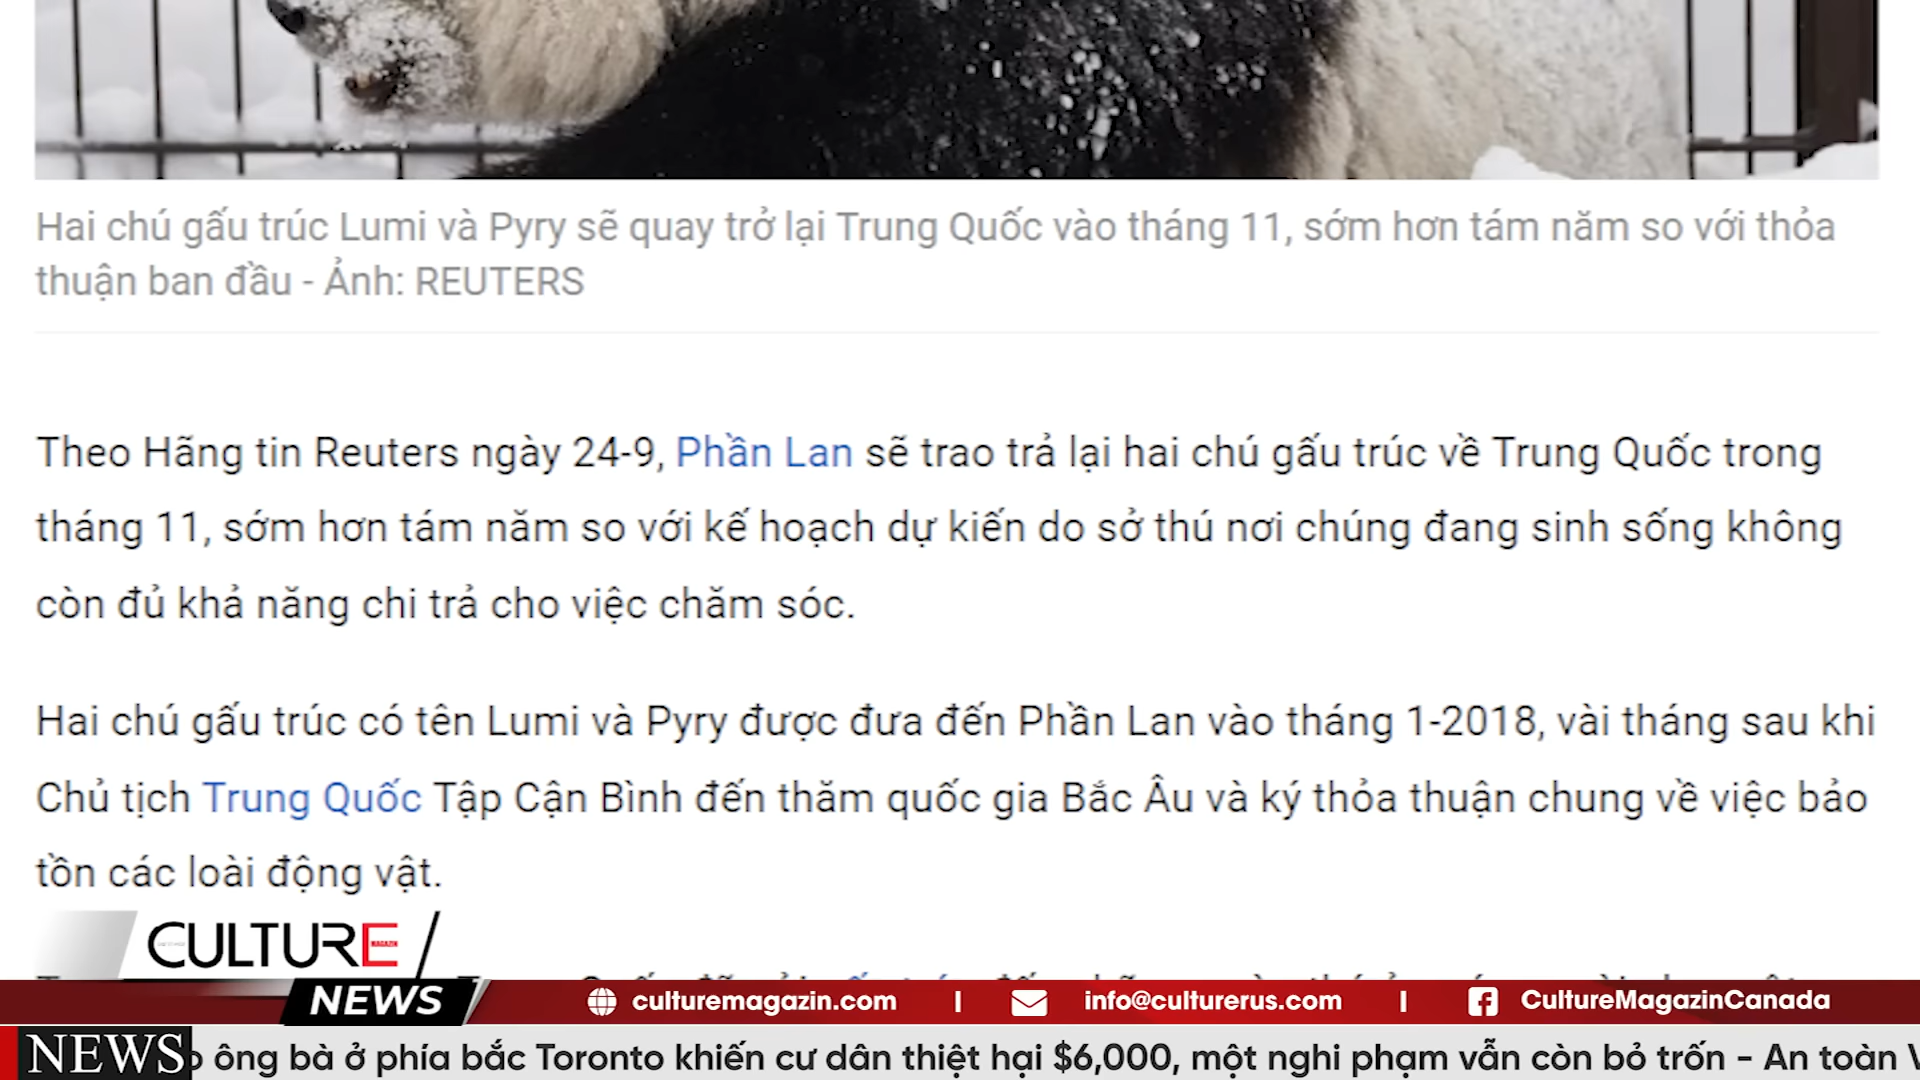 Hai chú gấu trúc Lumi và Pyry sẽ quay trở lại Trung Quốc vào tháng 11, sớm hơn tám năm so với thỏa
thuận ban đầu - Ảnh: REUTERS
Theo Hãng tin Reuters ngày 24-9, Phần Lan sẽ trao trả lại hai chú gấu trúc về Trung Quốc trong
tháng 11, sớm hơn tám năm so với kế hoạch dự kiến do sở thú nơi chúng đang sinh sống không
còn đủ khả năng chi trả cho việc chăm sóc.
Hai chú gấu trúc có tên Lumi và Pyry được đưa đến Phần Lan vào tháng 1-2018, vài tháng sau khi
Chủ tịch Trung Quốc Tập Cận Bình đến thăm quốc gia Bắc Âu và ký thỏa thuận chung về việc bảo
tồn các loài động vật.
CULTURE
MAGAZIN
NEWS
culturemagazin.com | info@culturerus.com | CultureMagazinCanada
NEWS ông bà ở phía bắc Toronto khiến cư dân thiệt hại $6,000, một nghi phạm vẫn còn bỏ trốn - An toàn